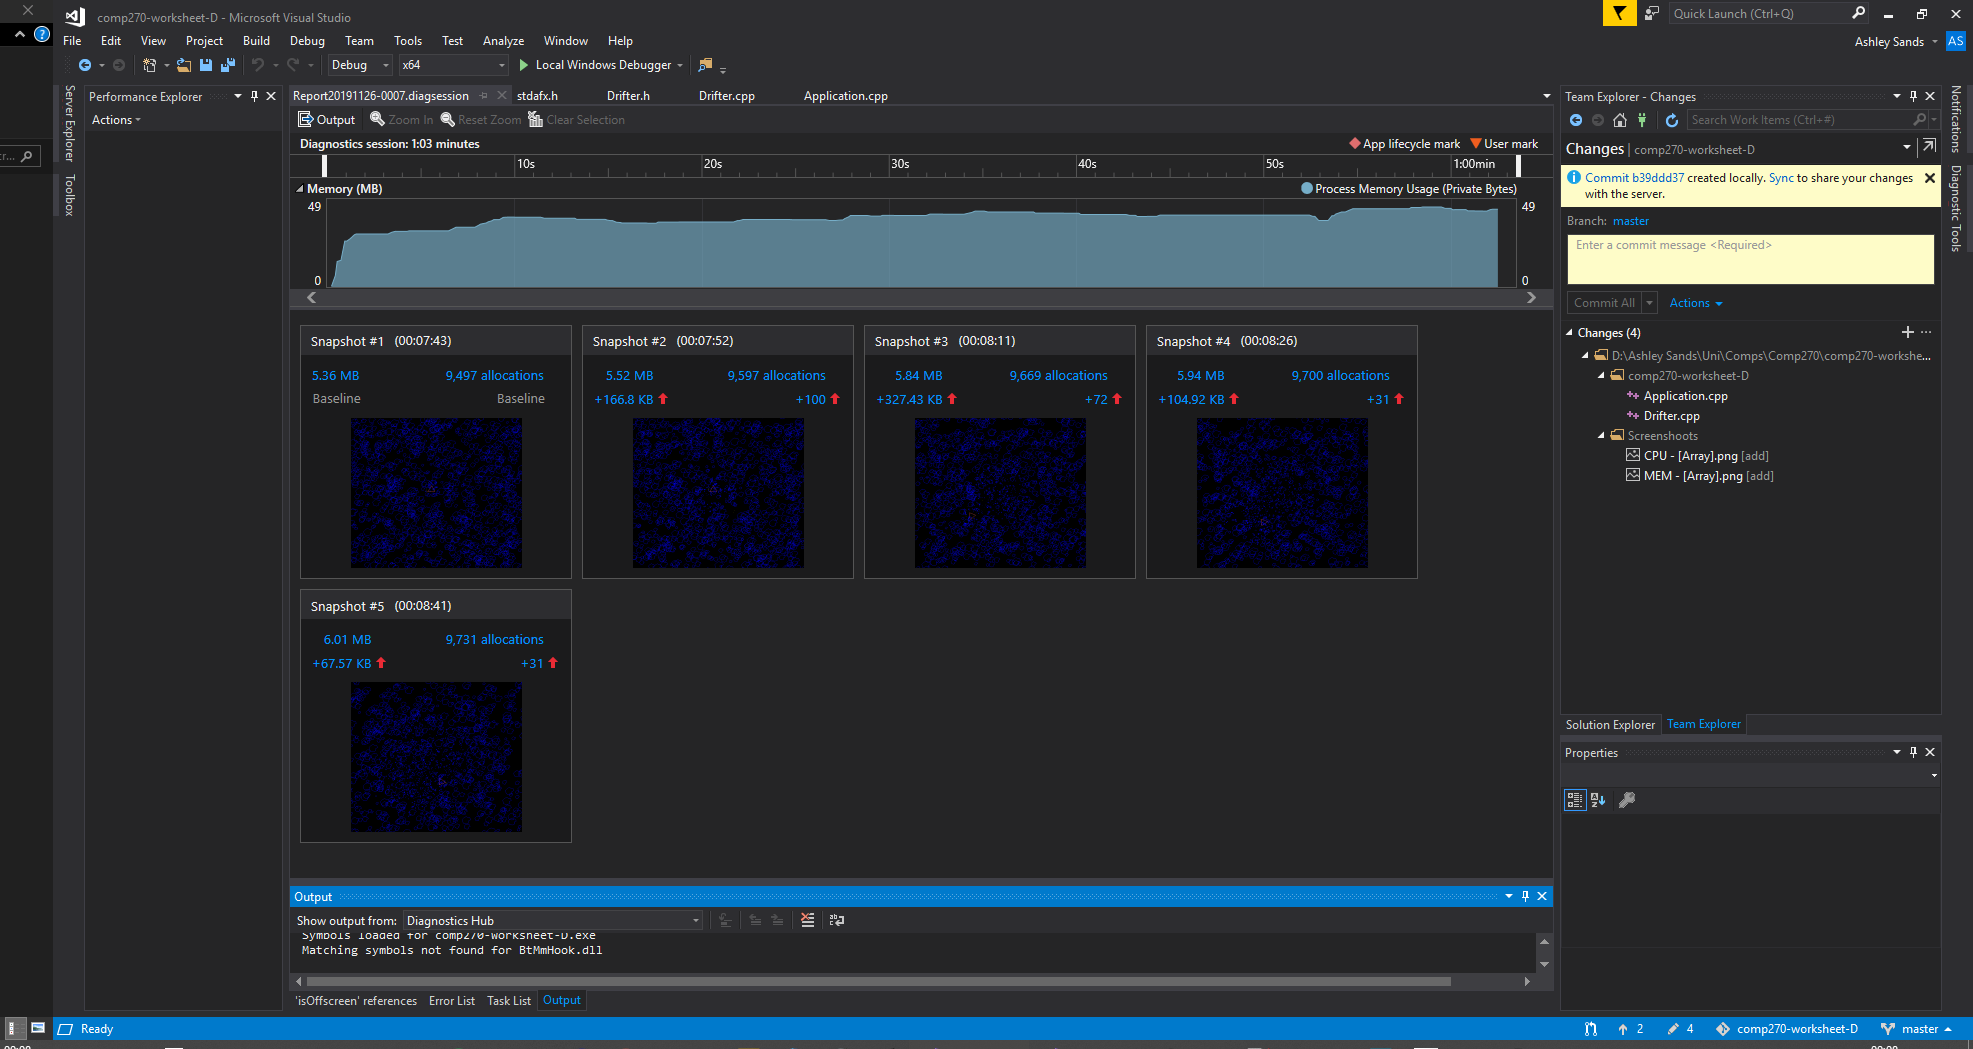 comp270-worksheet-D - Microsoft Visual Studio
Quick Launch (Ctrl+Q)
File Edit View Project Build Debug Team Tools Test Analyze Window Help
Ashley Sands AS
Debug x64 Local Windows Debugger
Server Explorer
Toolbox
Performance Explorer
Actions
Report20191126-0007.diagsession stdafx.h Drifter.h Drifter.cpp Application.cpp
Output Zoom In Reset Zoom Clear Selection
Diagnostics session: 1:03 minutes
App lifecycle mark User mark
10s 20s 30s 40s 50s 1:00min
Memory (MB)
Process Memory Usage (Private Bytes)
49 49
0 0
Snapshot #1 (00:07:43)
5.36 MB 9,497 allocations
Baseline Baseline
Snapshot #2 (00:07:52)
5.52 MB 9,597 allocations
+166.8 KB +100
Snapshot #3 (00:08:11)
5.84 MB 9,669 allocations
+327.43 KB +72
Snapshot #4 (00:08:26)
5.94 MB 9,700 allocations
+104.92 KB +31
Snapshot #5 (00:08:41)
6.01 MB 9,731 allocations
+67.57 KB +31
Output
Show output from: Diagnostics Hub
Symbols loaded for comp270-worksheet-D.exe
Matching symbols not found for BtMmHook.dll
'isOffscreen' references Error List Task List Output
Team Explorer - Changes
Search Work Items (Ctrl+#)
Changes | comp270-worksheet-D
Commit b39ddd37 created locally. Sync to share your changes
with the server.
Branch: master
Enter a commit message <Required>
Commit All Actions
Changes (4)
D:\Ashley Sands\Uni\Comps\Comp270\comp270-workshe...
comp270-worksheet-D
Application.cpp
Drifter.cpp
Screenshoots
CPU - [Array].png [add]
MEM - [Array].png [add]
Solution Explorer Team Explorer
Properties
Notifications
Diagnostic Tools
Ready
2 4 comp270-worksheet-D master